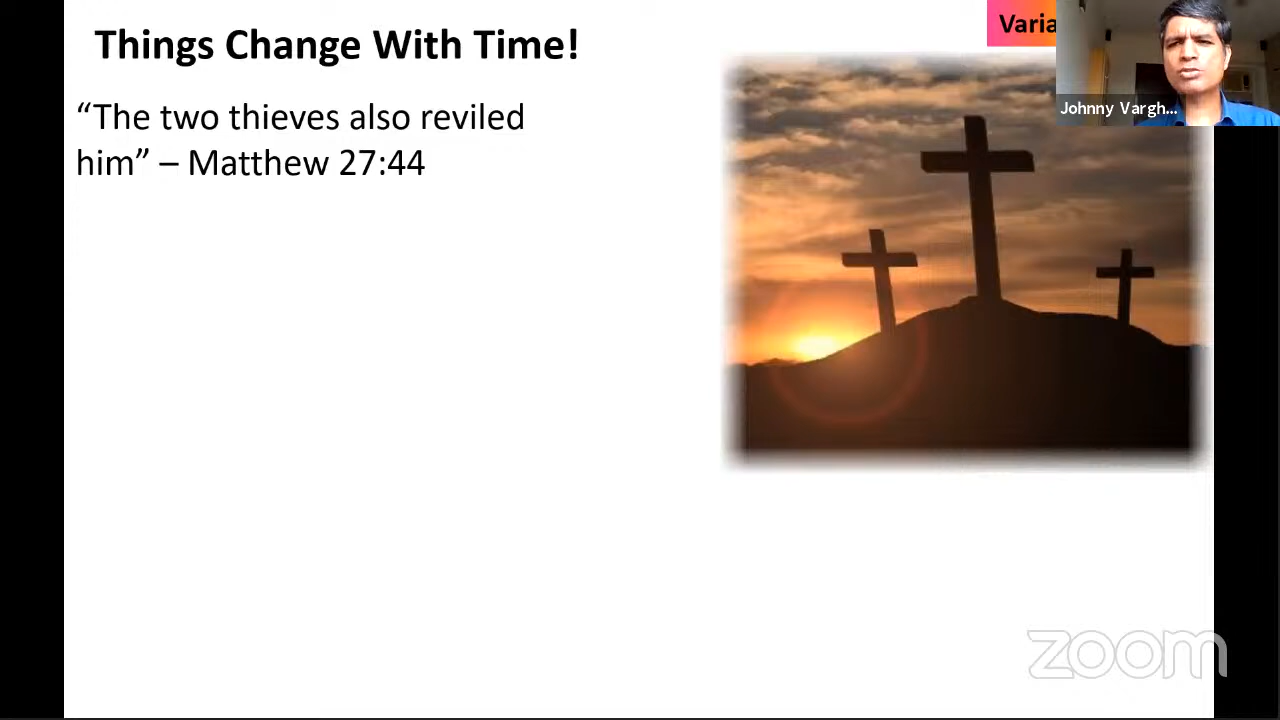 Things Change With Time!
Varia
Johnny Vargh...
“The two thieves also reviled
him” – Matthew 27:44
zoom